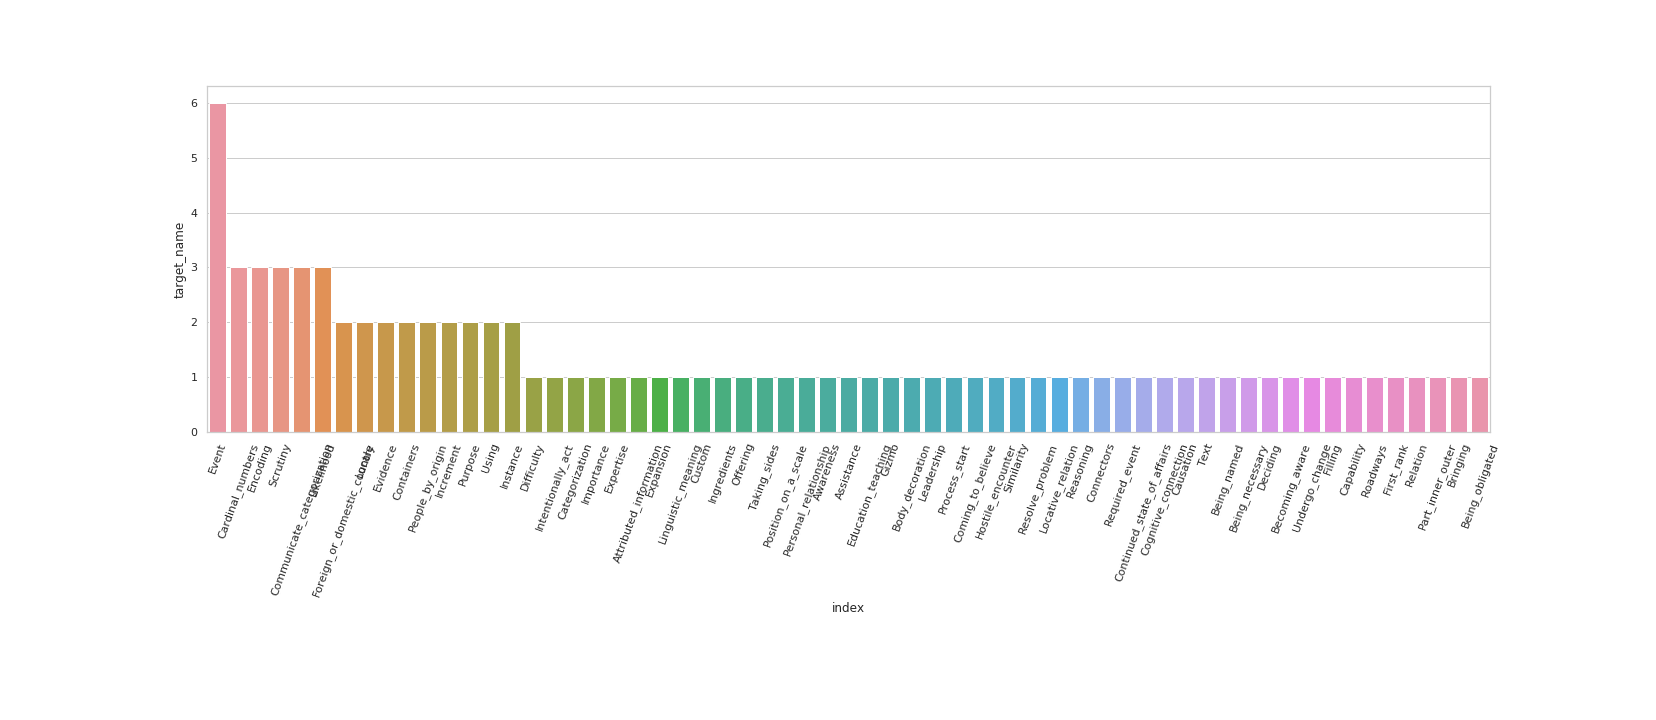 6
5
4
3
2
1
0
target_name
Event
Cardinal_numbers
Encoding
Scrutiny
Communicate_categorization
Likelihood
Foreign_or_domestic_country
Evidence
Containers
People_by_origin
Increment
Purpose
Using
Instance
Difficulty
Intentionally_act
Categorization
Importance
Expertise
Attributed_information
Expansion
Linguistic_meaning
Custom
Ingredients
Offering
Taking_sides
Position_on_a_scale
Personal_relationship
Awareness
Assistance
Education_teaching
Gizmo
Body_decoration
Leadership
Process_start
Coming_to_believe
Hostile_encounter
Similarity
Resolve_problem
Locative_relation
Reasoning
Connectors
Required_event
Continued_state_of_affairs
Cognitive_connection
Causation
Text
Being_named
Being_necessary
Deciding
Becoming_aware
Undergo_change
Filling
Capability
Roadways
First_rank
Relation
Part_inner_outer
Bringing
Being_obligated
index